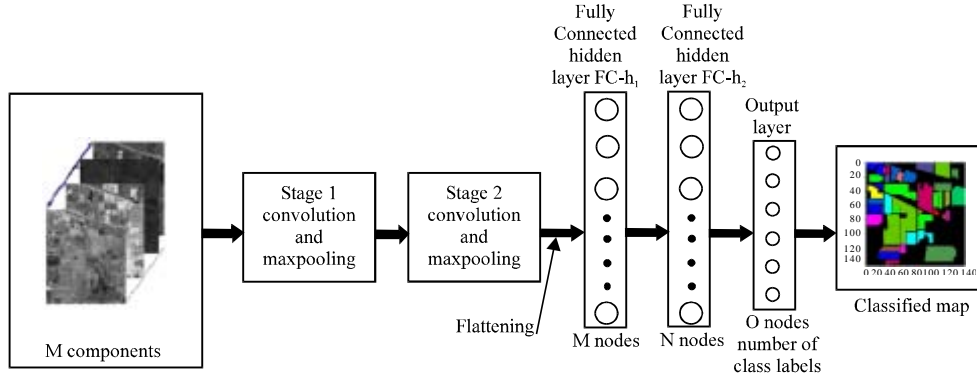 Fully
Connected
hidden
layer FC-h₁
Fully
Connected
hidden
layer FC-h₂
Output
layer
Stage 1
convolution
and
maxpooling
Stage 2
convolution
and
maxpooling
0
20
40
60
80
100
120
140
0 20 40 60 80 100 120 140
Flattening
M components
M nodes
N nodes
O nodes
number of
class labels
Classified map